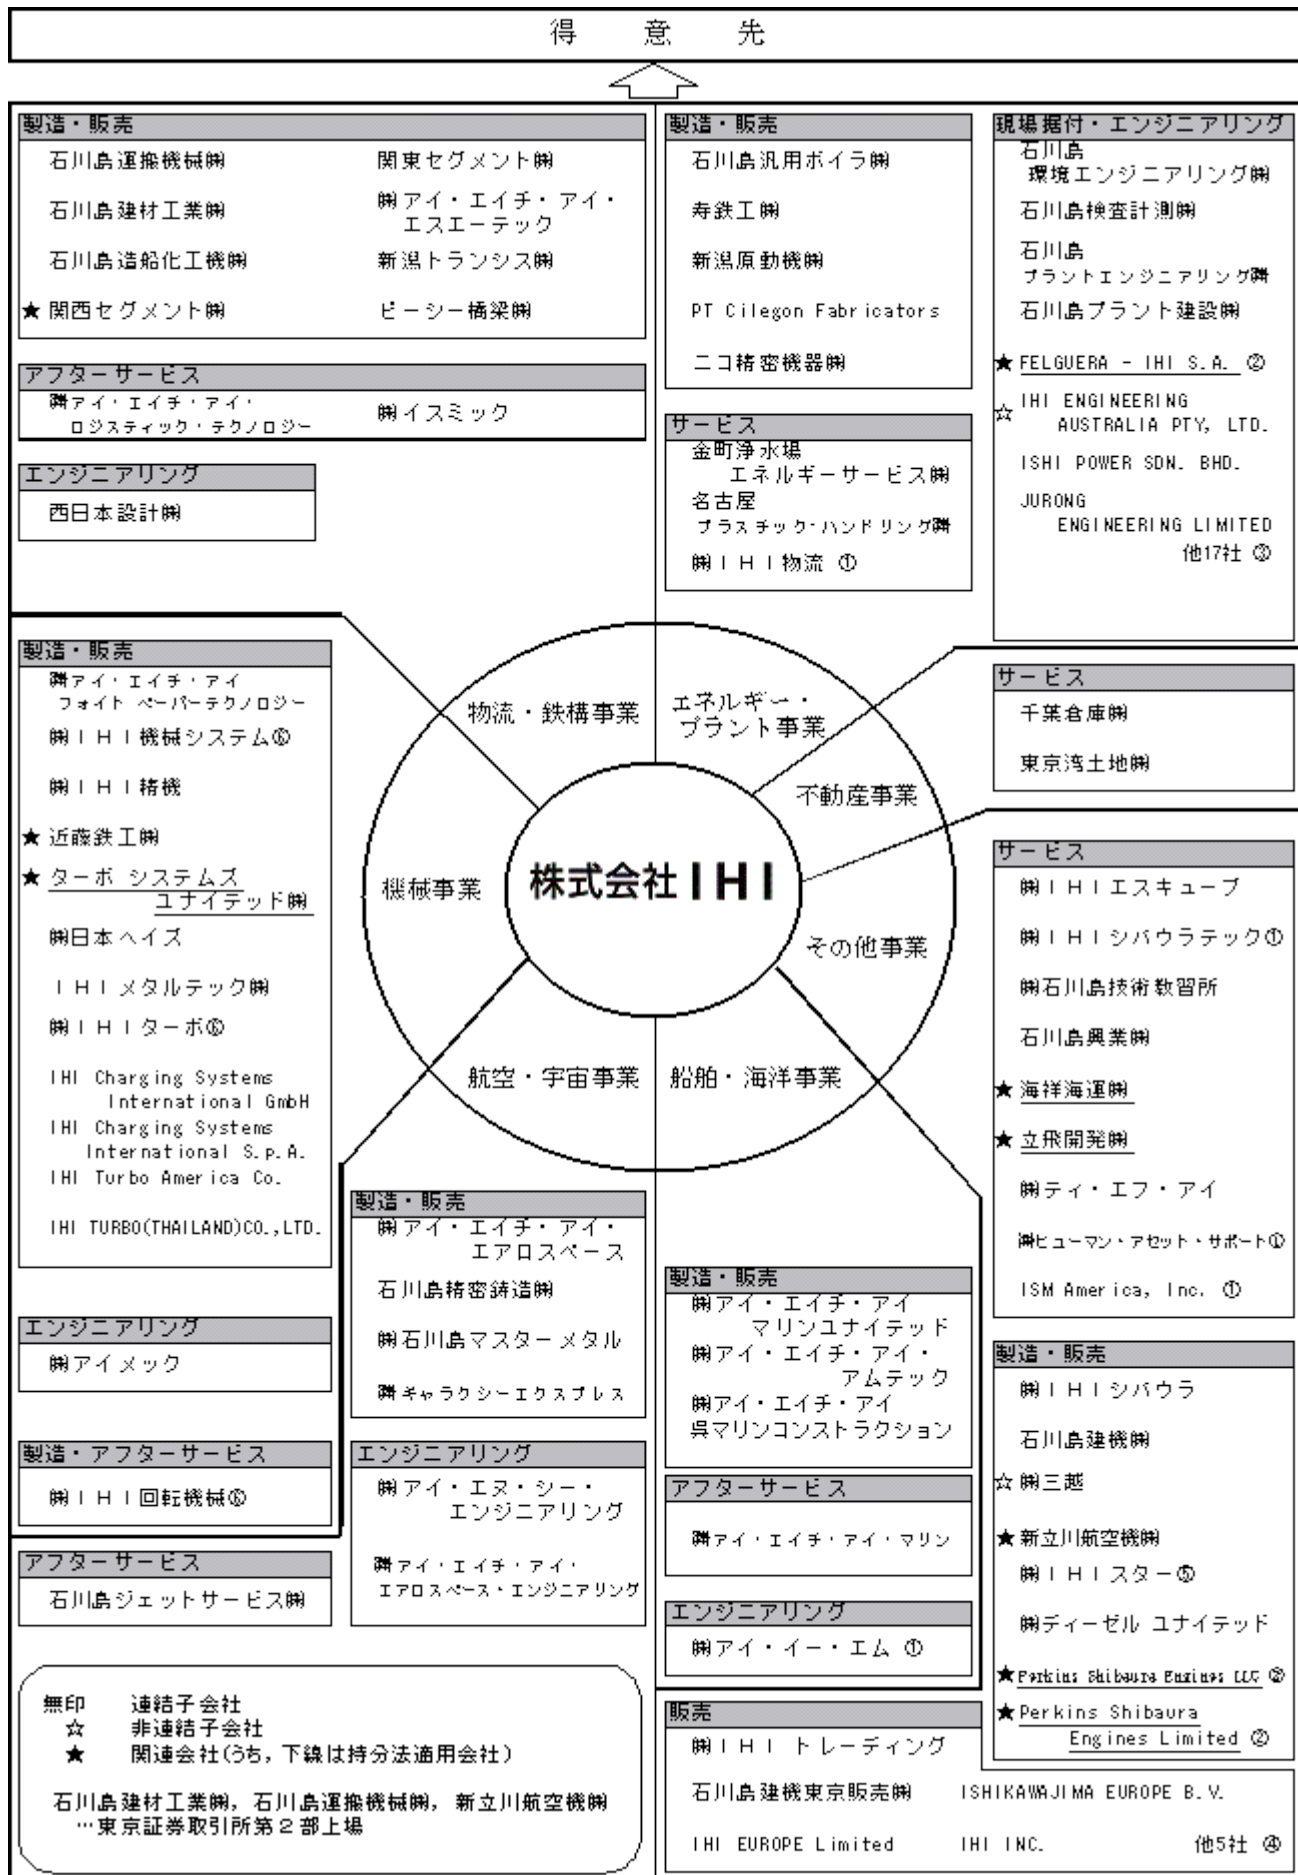 得 意 先
製造・販売
石川島運搬機械㈱
関東セグメント㈱
石川島建材工業㈱
㈱アイ・エイチ・アイ・
エスエーテック
石川島造船化工機㈱
新潟トランシス㈱
★関西セグメント㈱
ピーシー橋梁㈱
アフターサービス
㈱アイ・エイチ・アイ・
ロジスティック・テクノロジー
㈱イスミック
エンジニアリング
西日本設計㈱
製造・販売
石川島汎用ボイラ㈱
寿鉄工㈱
新潟原動機㈱
PT Cilegon Fabricators
ニコ精密機器㈱
サービス
金町浄水場
エネルギーサービス㈱
名古屋
プラスチック・ハンドリング㈱
㈱ＩＨＩ物流 ①
現場据付・エンジニアリング
石川島
環境エンジニアリング㈱
石川島検査計測㈱
石川島
プラントエンジニアリング㈱
石川島プラント建設㈱
★FELGUERA - IHI S.A. ②
☆IHI ENGINEERING
AUSTRALIA PTY, LTD.
ISHI POWER SDN. BHD.
JURONG
ENGINEERING LIMITED
他17社 ③
物流・鉄構事業
エネルギー・
プラント事業
不動産事業
機械事業
株式会社ＩＨＩ
その他事業
航空・宇宙事業
船舶・海洋事業
製造・販売
㈱アイ・エイチ・アイ
フォイト ペーパーテクノロジー
㈱ＩＨＩ機械システム⑥
㈱ＩＨＩ精機
★近藤鉄工㈱
★ターボ システムズ
ユナイテッド㈱
㈱日本ヘイズ
ＩＨＩメタルテック㈱
㈱ＩＨＩターボ⑥
IHI Charging Systems
International GmbH
IHI Charging Systems
International S.p.A.
IHI Turbo America Co.
IHI TURBO(THAILAND)CO.,LTD.
エンジニアリング
㈱アイメック
製造・アフターサービス
㈱ＩＨＩ回転機械⑥
アフターサービス
石川島ジェットサービス㈱
製造・販売
㈱アイ・エイチ・アイ・
エアロスペース
石川島精密鋳造㈱
㈱石川島マスターメタル
㈱ギャラクシーエクスプレス
エンジニアリング
㈱アイ・エヌ・シー・
エンジニアリング
㈱アイ・エイチ・アイ・
エアロスペース・エンジニアリング
製造・販売
㈱アイ・エイチ・アイ
マリンユナイテッド
㈱アイ・エイチ・アイ・
アムテック
㈱アイ・エイチ・アイ
呉マリンコンストラクション
アフターサービス
㈱アイ・エイチ・アイ・マリン
エンジニアリング
㈱アイ・イー・エム ①
サービス
千葉倉庫㈱
東京湾土地㈱
サービス
㈱ＩＨＩエスキューブ
㈱ＩＨＩシバウラテック①
㈱石川島技術教習所
石川島興業㈱
★海祥海運㈱
★立飛開発㈱
㈱ティ・エフ・アイ
㈱ヒューマン・アセット・サポート①
ISM America, Inc. ①
製造・販売
㈱ＩＨＩシバウラ
石川島建機㈱
☆㈱三越
★新立川航空機㈱
㈱ＩＨＩスター⑤
㈱ディーゼル ユナイテッド
★Perkins Shibaura Engines LLC ②
★Perkins Shibaura
Engines Limited ②
販売
㈱ＩＨＩトレーディング
石川島建機東京販売㈱
ISHIKAWAJIMA EUROPE B.V.
IHI EUROPE Limited
IHI INC.
他5社 ④
無印 連結子会社
☆ 非連結子会社
★ 関連会社(うち，下線は持分法適用会社)
石川島建材工業㈱，石川島運搬機械㈱，新立川航空機㈱
…東京証券取引所第２部上場